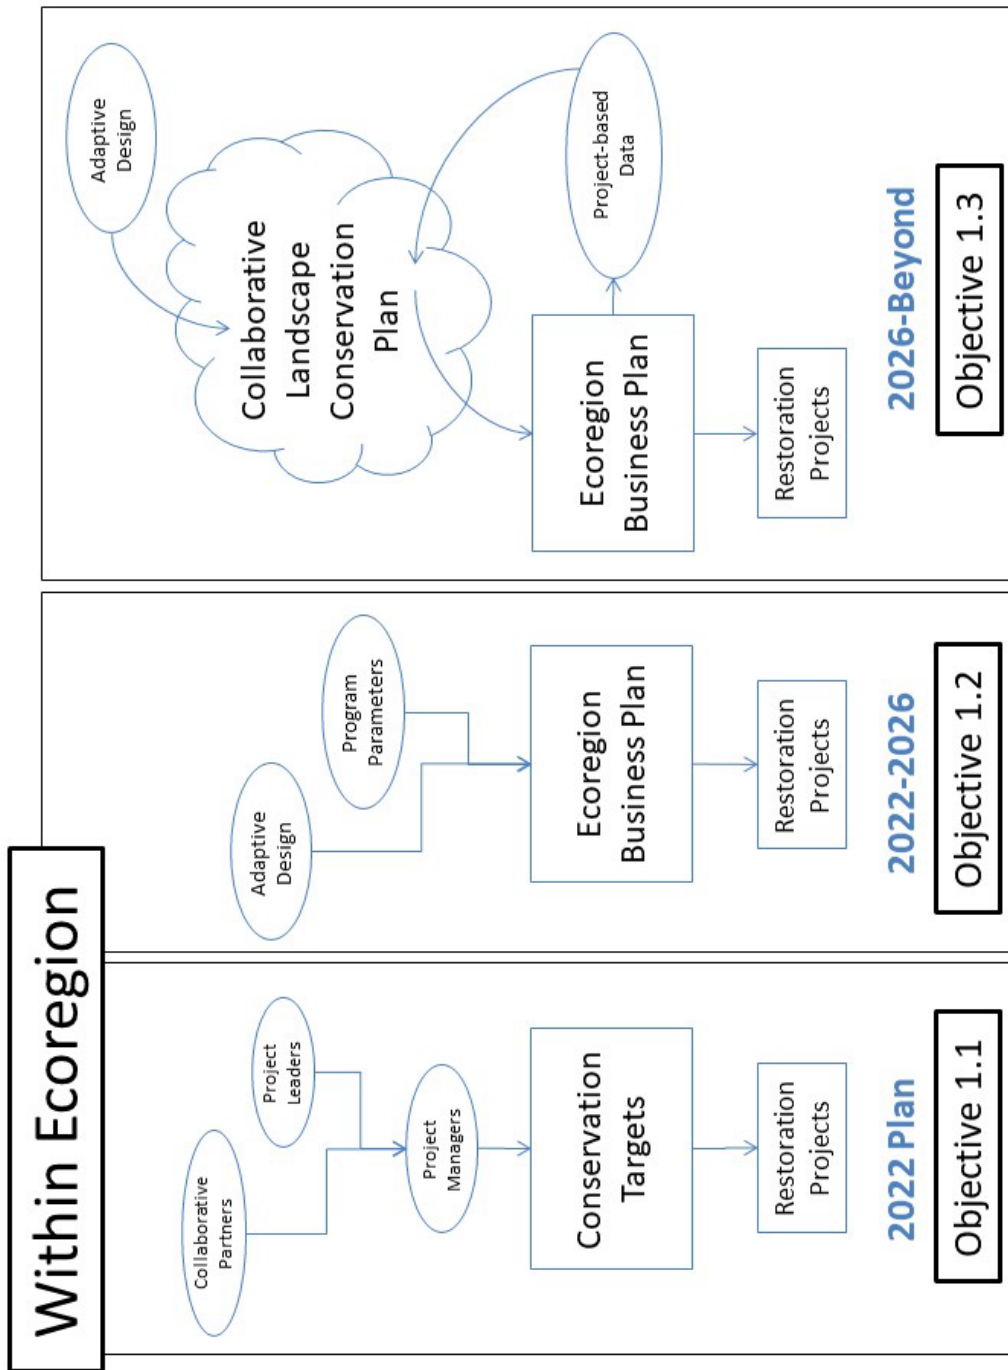 Within Ecoregion
Collaborative
Partners
Project
Leaders
Project
Managers
Conservation
Targets
Restoration
Projects
2022 Plan
Objective 1.1
Adaptive
Design
Program
Parameters
Ecoregion
Business Plan
Restoration
Projects
2022-2026
Objective 1.2
Adaptive
Design
Collaborative
Landscape
Conservation
Plan
Project-based
Data
Ecoregion
Business Plan
Restoration
Projects
2026-Beyond
Objective 1.3